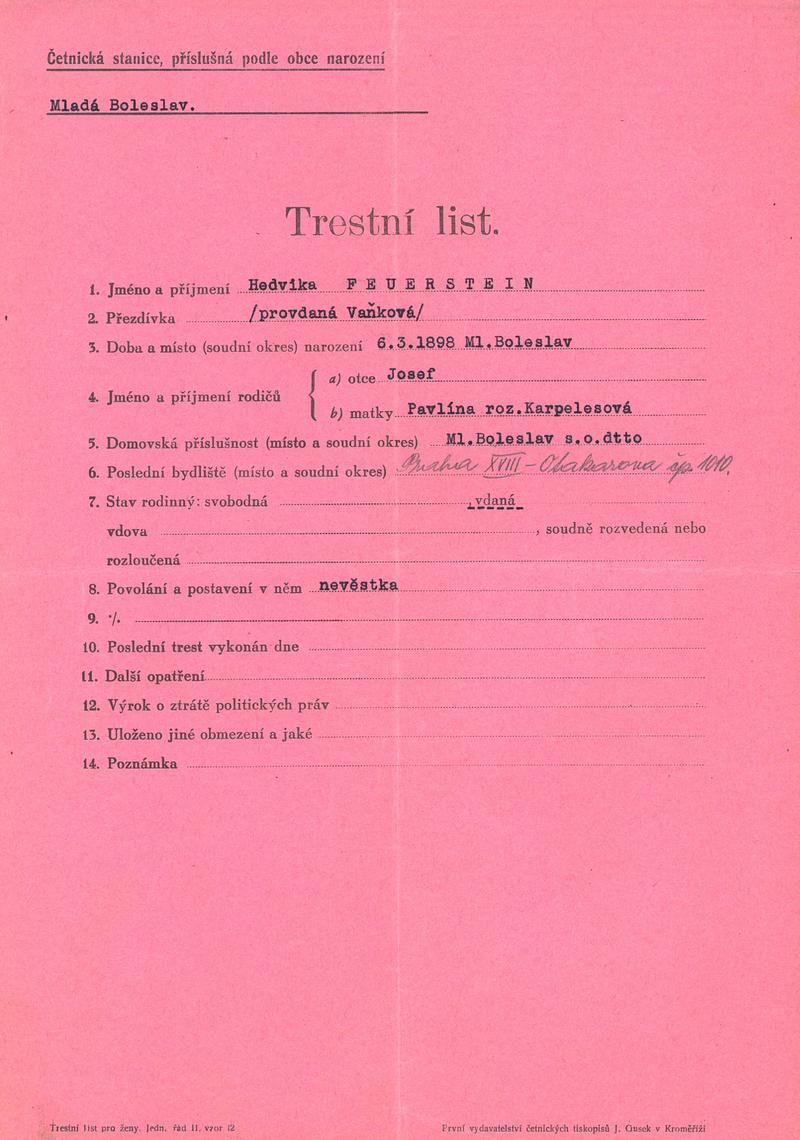 Četnická stanice, příslušná podle obce narození
Mladá Boleslav.
Trestní list.
1. Jméno a příjmení Hedvika FEUERSTEIN
2. Přezdívka /provdaná Vaňková/
3. Doba a místo (soudní okres) narození 6.3.1898 Ml.Boleslav
4. Jméno a příjmení rodičů
a) otce Josef
b) matky Pavlína roz.Karpelesová
5. Domovská příslušnost (místo a soudní okres) Ml.Boleslav s.o.dtto
6. Poslední bydliště (místo a soudní okres) Praha XVIII – Otakarova čp. 1010.
7. Stav rodinný: svobodná , vdaná
vdova , soudně rozvedená nebo
rozloučená
8. Povolání a postavení v něm nevěstka
9. ·/.
10. Poslední trest vykonán dne
11. Další opatření
12. Výrok o ztrátě politických práv
13. Uloženo jiné obmezení a jaké
14. Poznámka
Trestní list pro ženy. Jedn. řád II. vzor 12
První vydavatelství četnických tiskopisů J. Gusek v Kroměříži